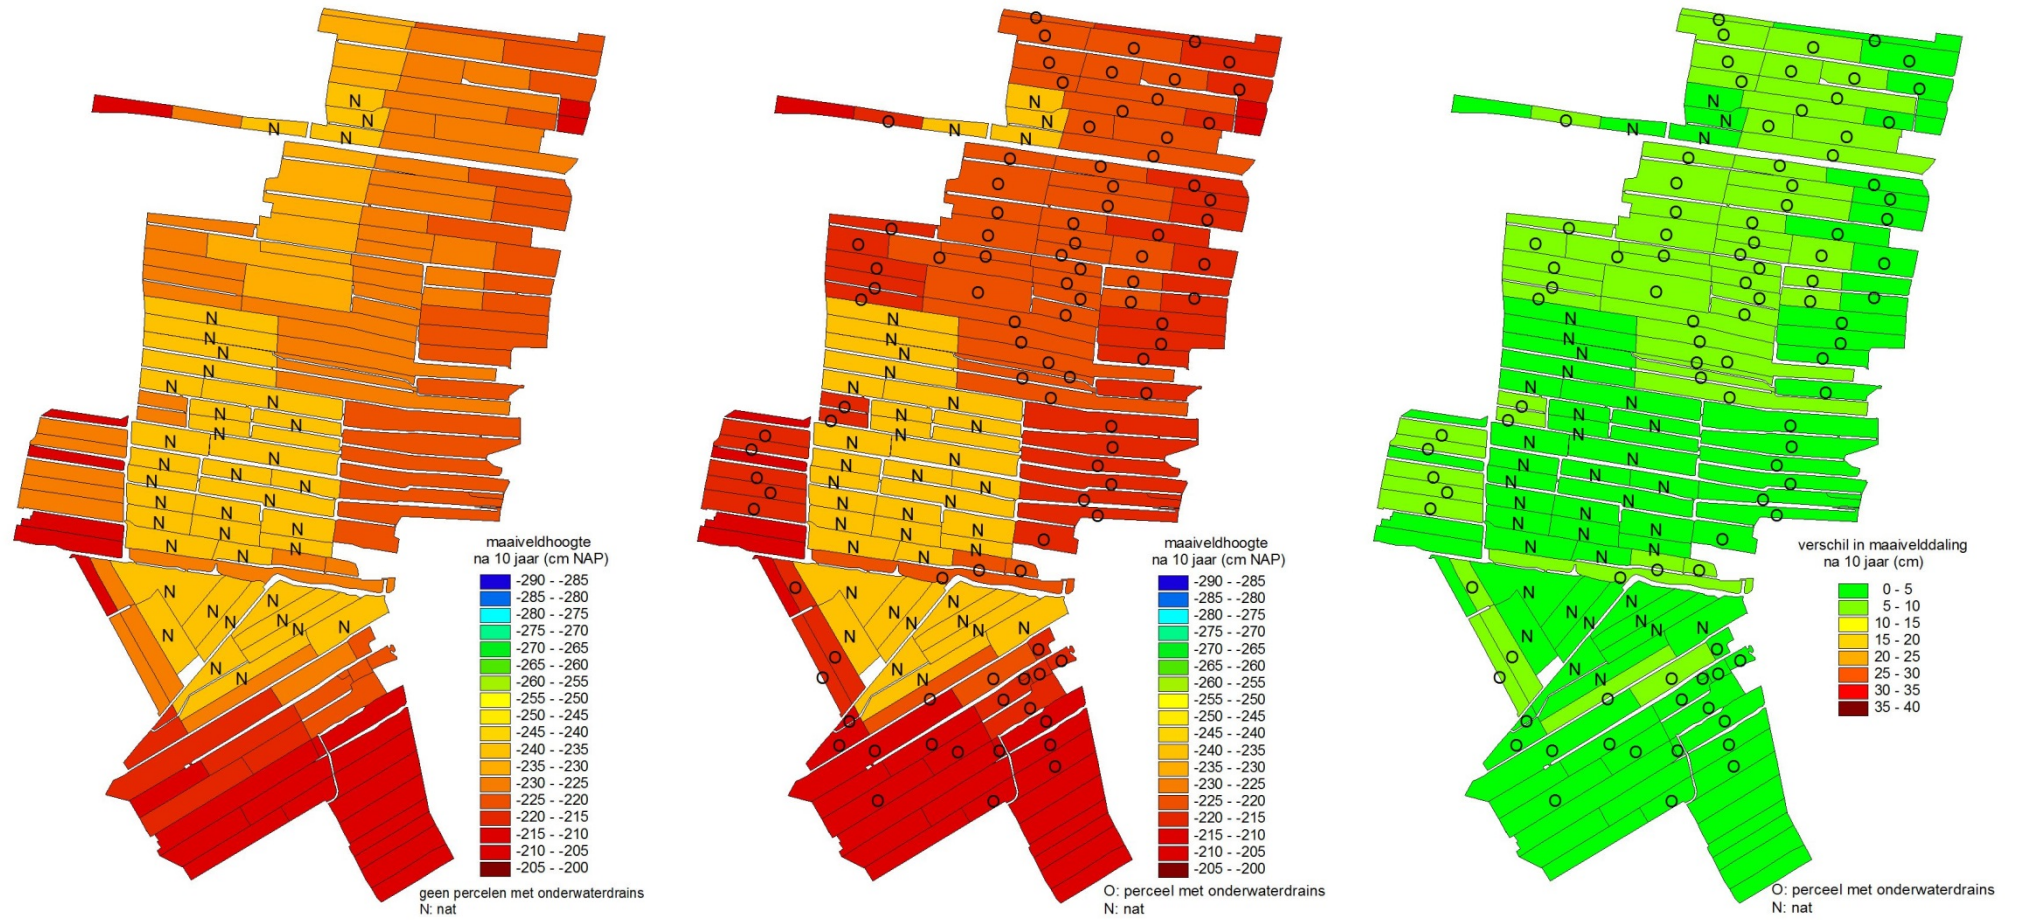 maaiveldhoogte
na 10 jaar (cm NAP)
-290 - -285
-285 - -280
-280 - -275
-275 - -270
-270 - -265
-265 - -260
-260 - -255
-255 - -250
-250 - -245
-245 - -240
-240 - -235
-235 - -230
-230 - -225
-225 - -220
-220 - -215
-215 - -210
-210 - -205
-205 - -200
geen percelen met onderwaterdrains
N: nat
maaiveldhoogte
na 10 jaar (cm NAP)
-290 - -285
-285 - -280
-280 - -275
-275 - -270
-270 - -265
-265 - -260
-260 - -255
-255 - -250
-250 - -245
-245 - -240
-240 - -235
-235 - -230
-230 - -225
-225 - -220
-220 - -215
-215 - -210
-210 - -205
-205 - -200
O: perceel met onderwaterdrains
N: nat
verschil in maaivelddaling
na 10 jaar (cm)
0 - 5
5 - 10
10 - 15
15 - 20
20 - 25
25 - 30
30 - 35
35 - 40
O: perceel met onderwaterdrains
N: nat